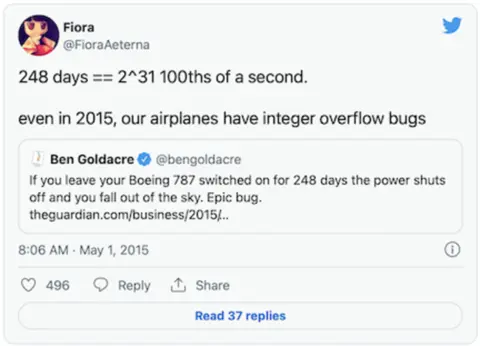 Fiora
@FioraAeterna
248 days == 2^31 100ths of a second.
even in 2015, our airplanes have integer overflow bugs
Ben Goldacre @bengoldacre
If you leave your Boeing 787 switched on for 248 days the power shuts
off and you fall out of the sky. Epic bug.
theguardian.com/business/2015/...
8:06 AM · May 1, 2015
496 Reply Share
Read 37 replies